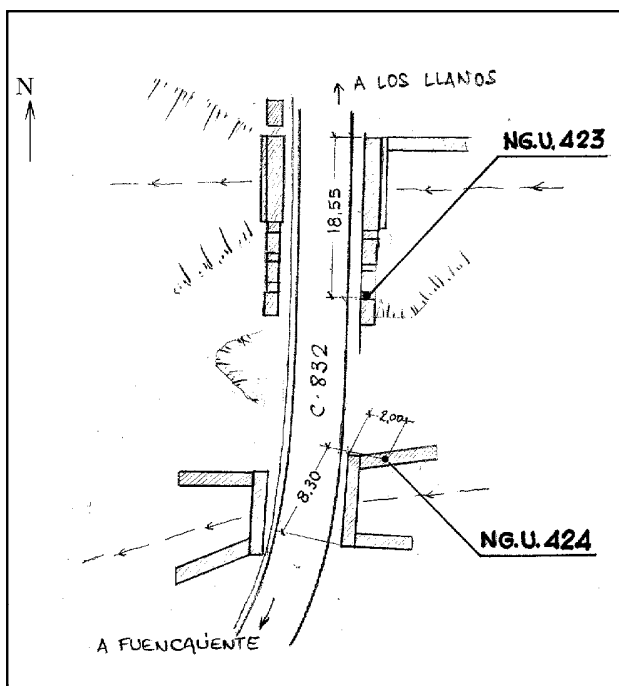 A LOS LLANOS
N
NG.U.423
18.55
C-832
2,00
8.30
NG.U.424
A FUENCALIENTE